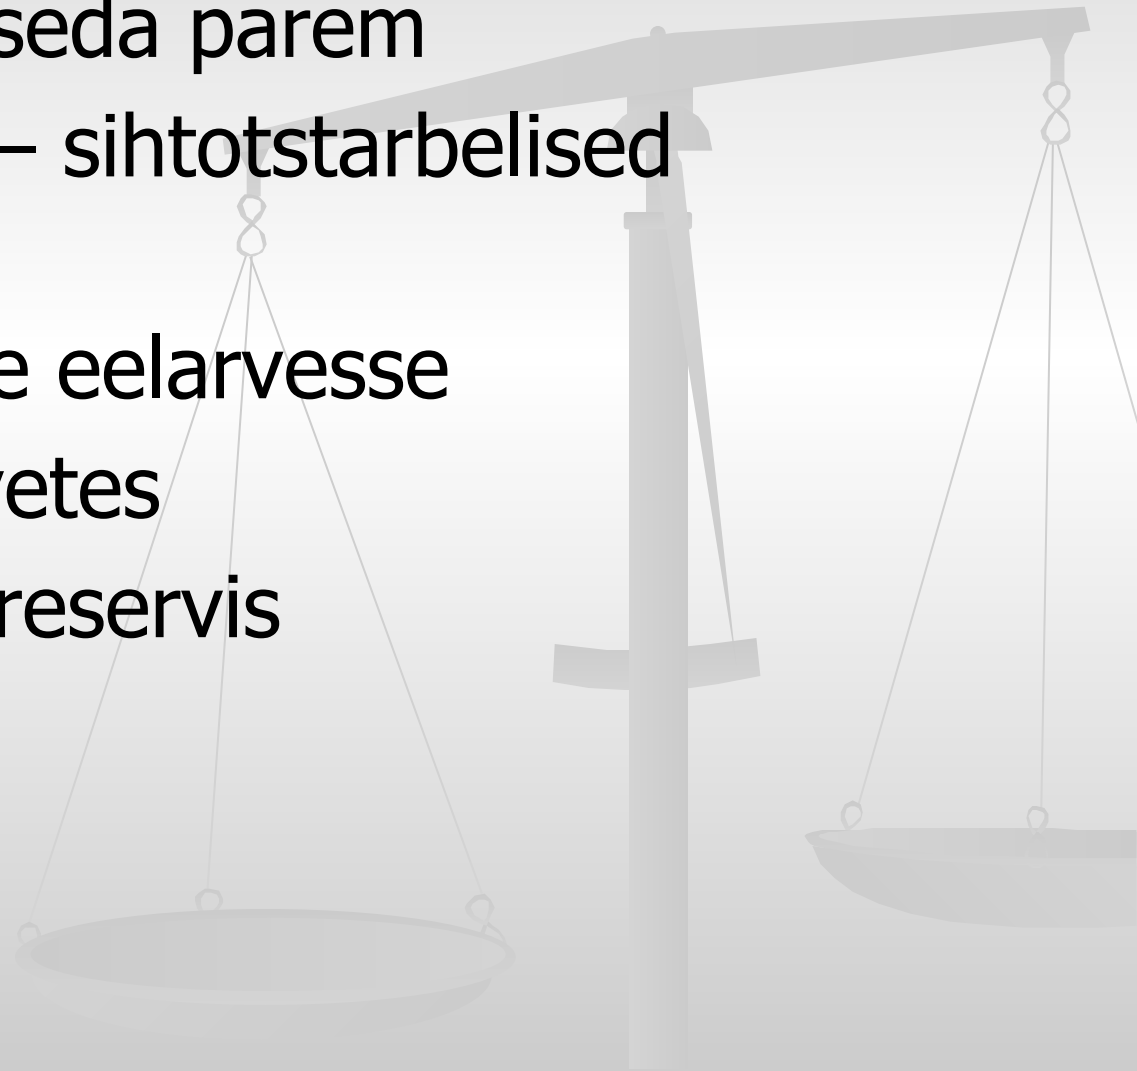 seda parem
– sihtotstarbelised
e eelarvesse
vetes
reservis